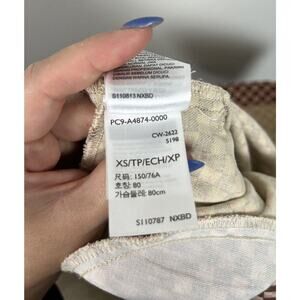 S110813 NXBD
PC9-A4874-0000
CW-2622
5198
XS/TP/ECH/XP
尺码: 150/76A
호칭: 80
가슴둘레: 80cm
S110787 NXBD